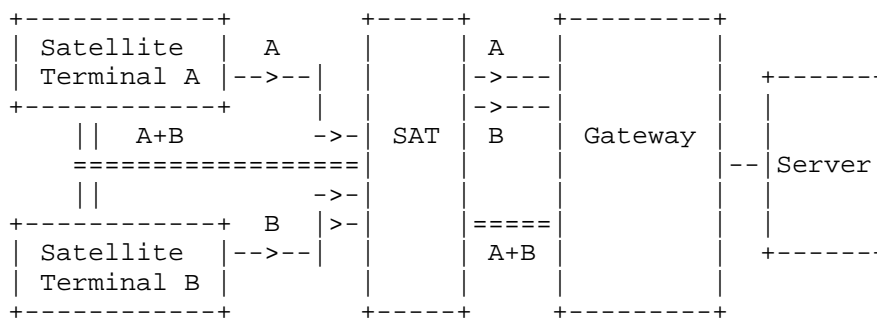 +------------+ +-----+ +---------+
| Satellite | A | | A | |
| Terminal A |-->--| | |->---| | +-------
+------------+ | | |->---| | |
|| A+B ->-| SAT | B | Gateway | |
==================| | | |--|Server
|| ->-| | | | |
+------------+ B |>-| |=====| | |
| Satellite |-->--| | | A+B | | +-------
| Terminal B | | | | |
+------------+ +-----+ +---------+